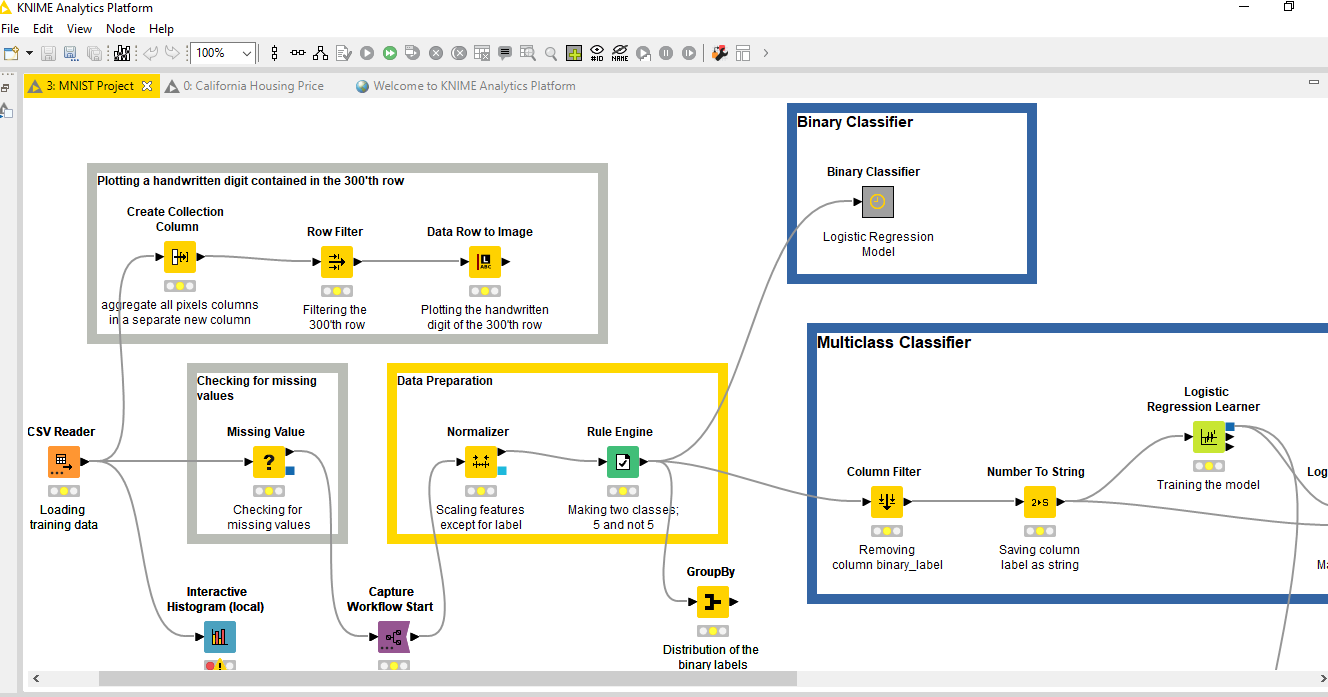 KNIME Analytics Platform
File Edit View Node Help
100%
#ID
NAME
3: MNIST Project
0: California Housing Price
Welcome to KNIME Analytics Platform
Plotting a handwritten digit contained in the 300'th row
Create Collection
Column
aggregate all pixels columns
in a separate new column
Row Filter
Filtering the
300'th row
Data Row to Image
L
ABC
Plotting the handwritten
digit of the 300'th row
Binary Classifier
Binary Classifier
Logistic Regression
Model
CSV Reader
Loading
training data
Checking for missing
values
Missing Value
?
Checking for
missing values
Data Preparation
Normalizer
Scaling features
except for label
Rule Engine
Making two classes;
5 and not 5
Multiclass Classifier
Column Filter
Removing
column binary_label
Number To String
2▸S
Saving column
label as string
Logistic
Regression Learner
Training the model
Log
Ma
Interactive
Histogram (local)
!
Capture
Workflow Start
GroupBy
Distribution of the
binary labels